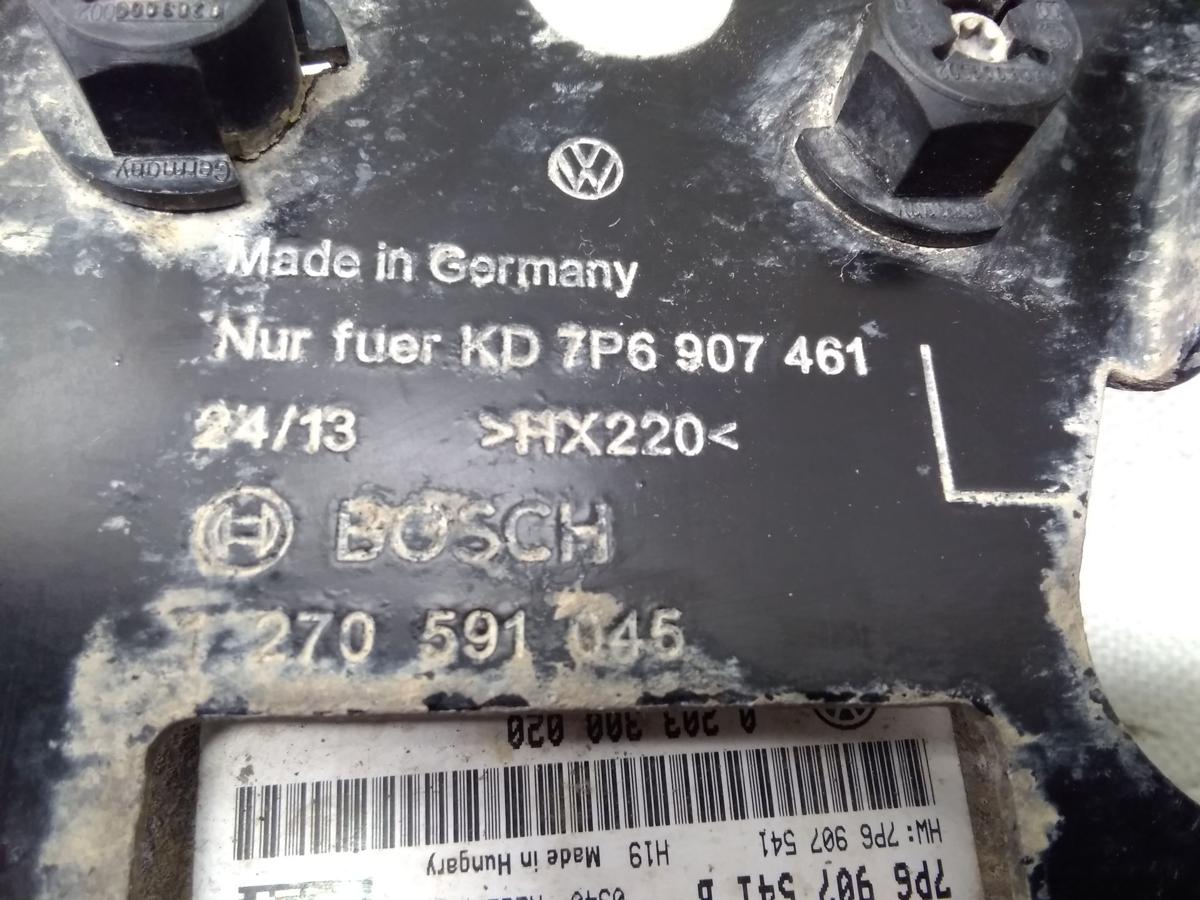 Germany
Made in Germany
Nur fuer KD 7P6 907 461
24/13 >HX220<
BOSCH
270 591 045
0 203 300 020
HW: 7P6 907 541
H19 Made in Hungary
7P6 907 541